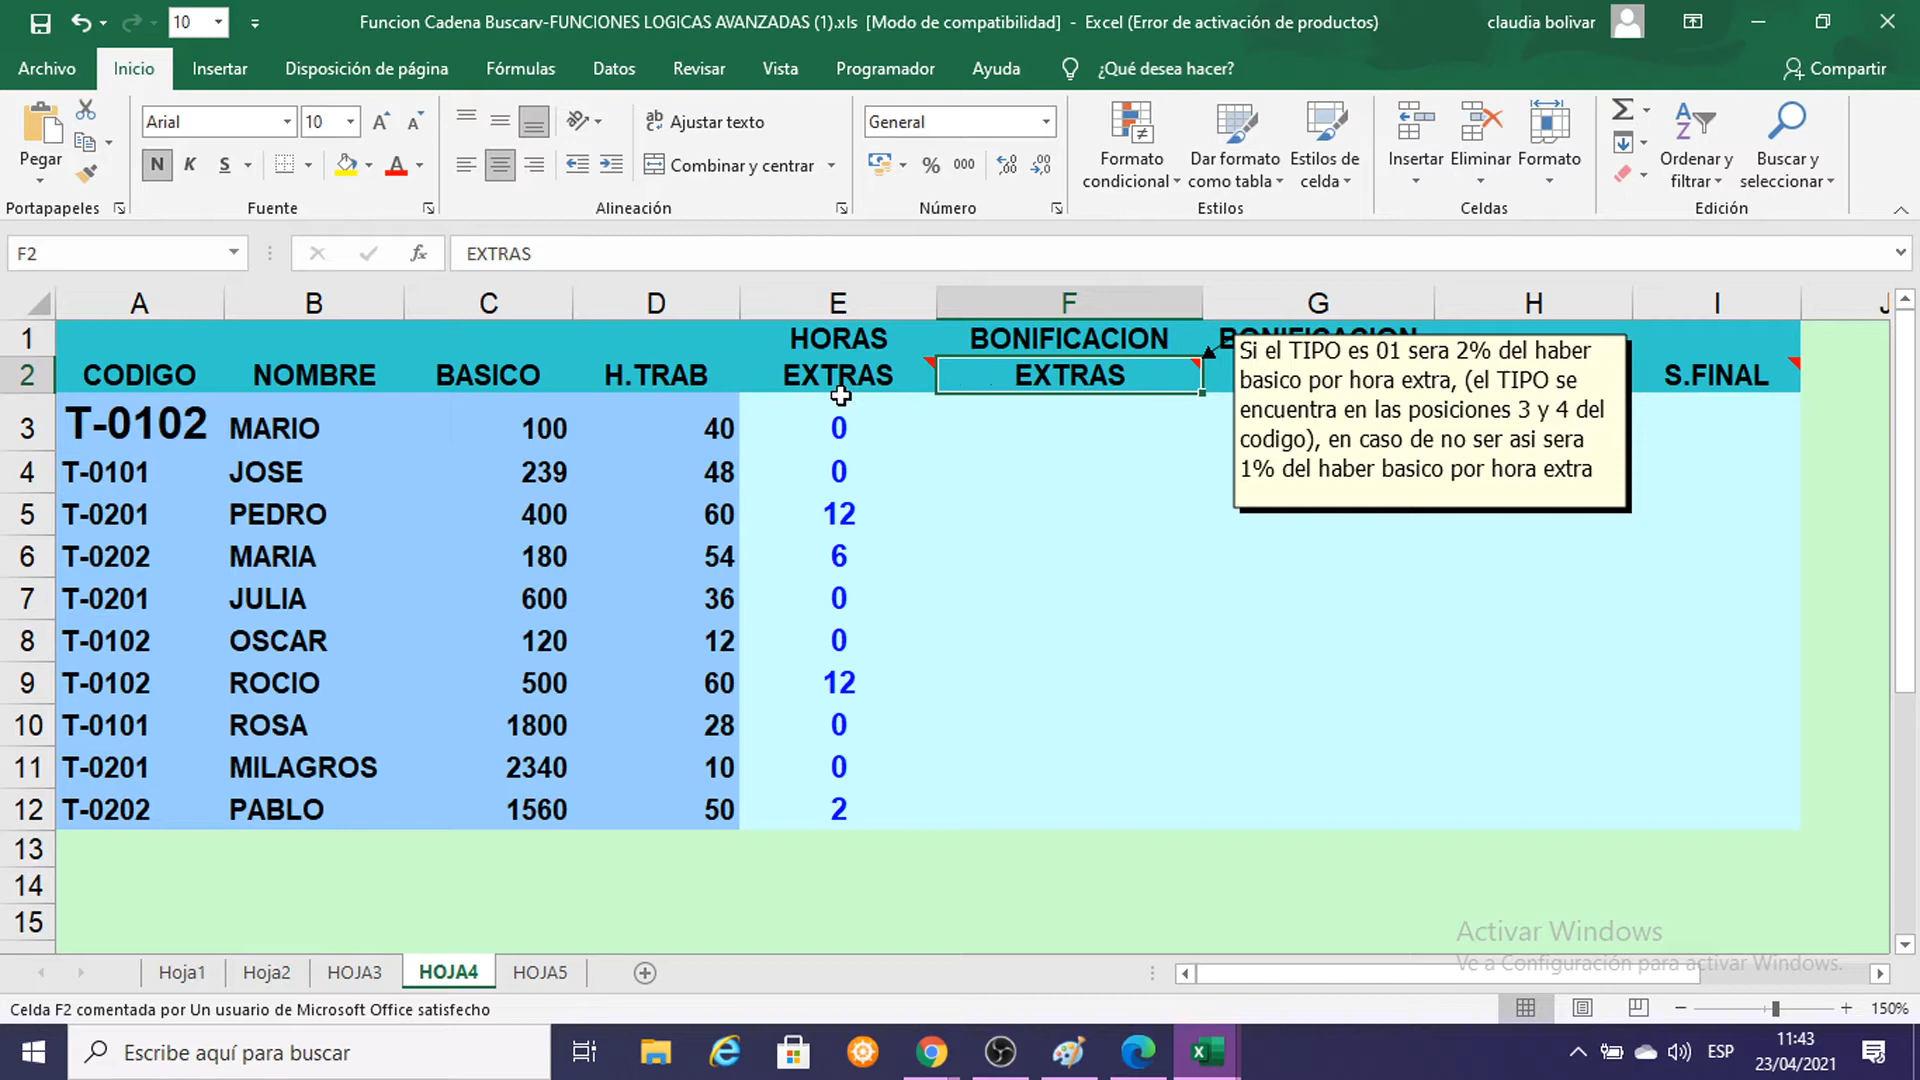 10
Funcion Cadena Buscarv-FUNCIONES LOGICAS AVANZADAS (1).xls [Modo de compatibilidad] - Excel (Error de activación de productos)
claudia bolivar
Archivo Inicio Insertar Disposición de página Fórmulas Datos Revisar Vista Programador Ayuda ¿Qué desea hacer? Compartir
Pegar
Portapapeles
Arial 10
N K S
Fuente
Ajustar texto
Combinar y centrar
Alineación
General
% 000
Número
Formato condicional
Dar formato como tabla
Estilos de celda
Estilos
Insertar Eliminar Formato
Celdas
Ordenar y filtrar
Buscar y seleccionar
Edición
F2 fx EXTRAS
A B C D E F G H I J
1 HORAS BONIFICACION BONIFICACION
2 CODIGO NOMBRE BASICO H.TRAB EXTRAS EXTRAS S.FINAL
Si el TIPO es 01 sera 2% del haber
basico por hora extra, (el TIPO se
encuentra en las posiciones 3 y 4 del
codigo), en caso de no ser asi sera
1% del haber basico por hora extra
3 T-0102 MARIO 100 40 0
4 T-0101 JOSE 239 48 0
5 T-0201 PEDRO 400 60 12
6 T-0202 MARIA 180 54 6
7 T-0201 JULIA 600 36 0
8 T-0102 OSCAR 120 12 0
9 T-0102 ROCIO 500 60 12
10 T-0101 ROSA 1800 28 0
11 T-0201 MILAGROS 2340 10 0
12 T-0202 PABLO 1560 50 2
13
14
15
Activar Windows
Ve a Configuración para activar Windows.
Hoja1 Hoja2 HOJA3 HOJA4 HOJA5
Celda F2 comentada por Un usuario de Microsoft Office satisfecho
150%
Escribe aquí para buscar
ESP
11:43
23/04/2021